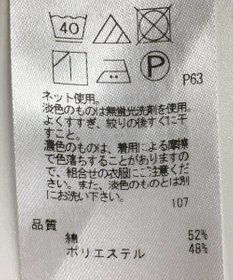 40
P
P63
ネット使用。
淡色のものは無蛍光洗剤を使用。
よくすすぎ、絞りの後すぐに干
すこと。
濃色のものは、着用による摩擦
で色落ちすることがありますの
で、組合せの衣服にご注意くださ
い。また、淡色のものとは別
にお洗い下さい。
107
品質
綿 52%
ポリエステル 48%